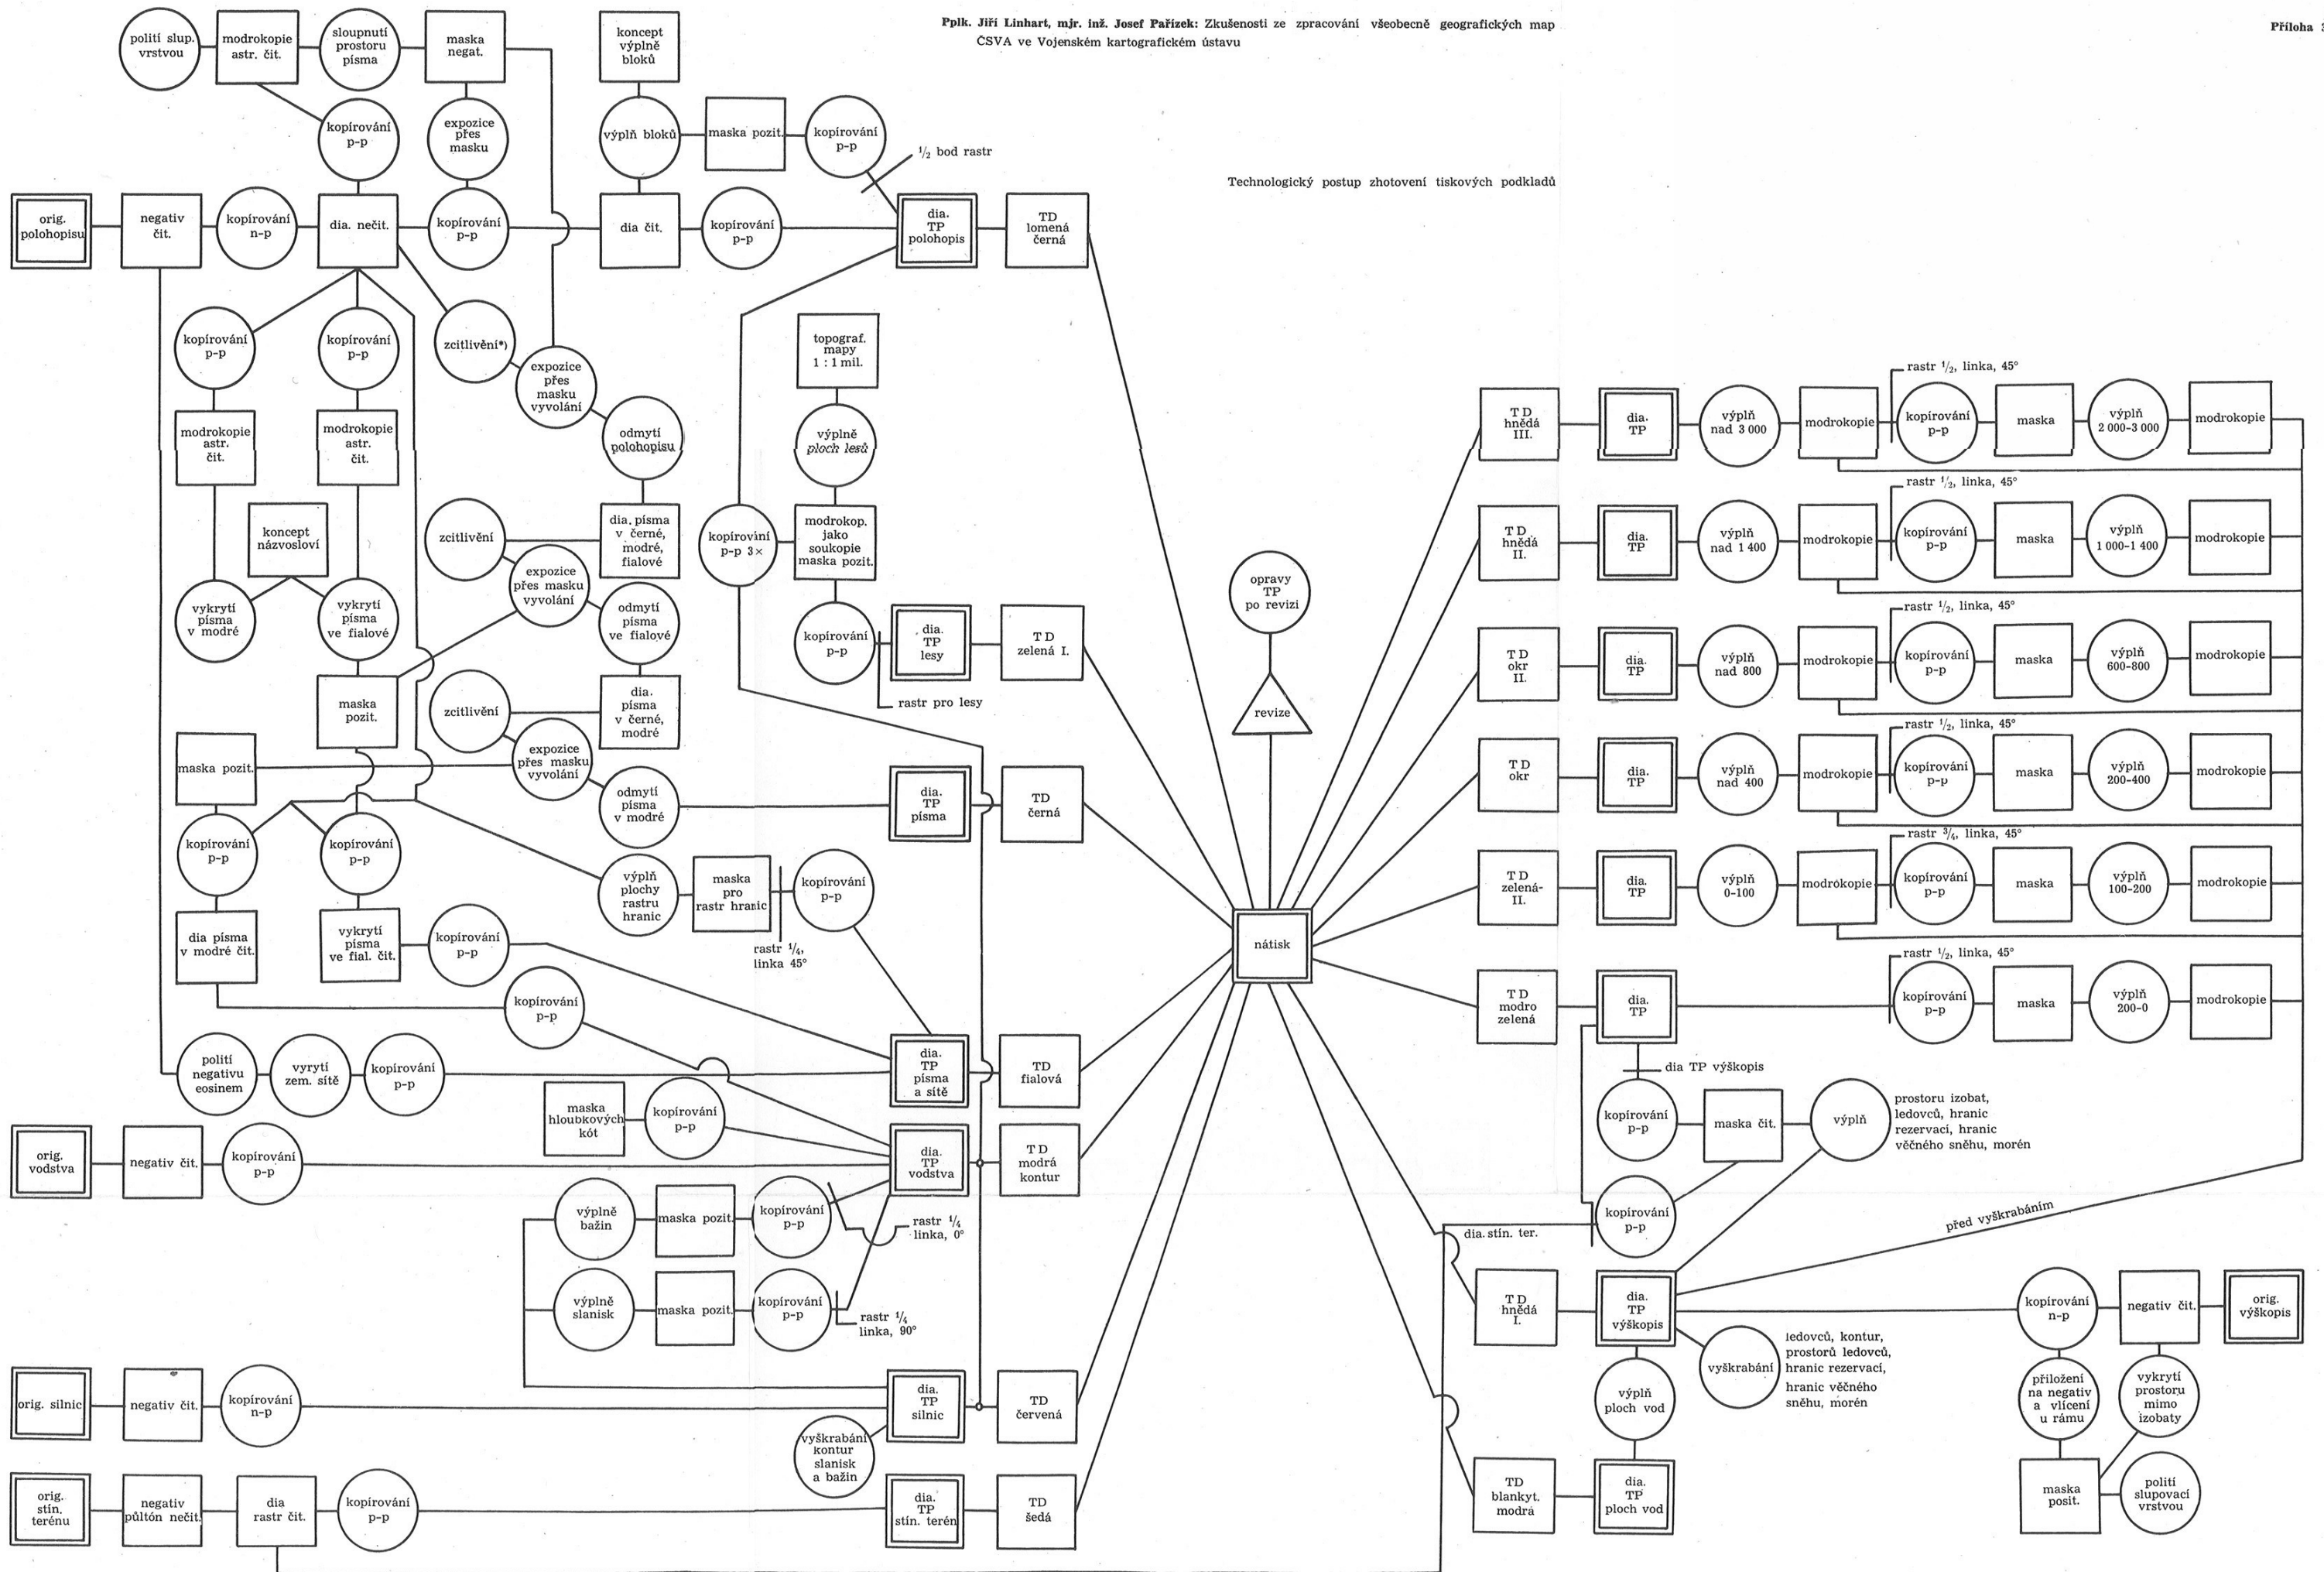 Pplk. Jiří Linhart, mjr. inž. Josef Pařízek: Zkušenosti ze zpracování všeobecně geografických map
ČSVA ve Vojenském kartografickém ústavu
Příloha
Technologický postup zhotovení tiskových podkladů
polití slup.
vrstvou
modrokopie
astr. čit.
sloupnutí
prostoru
písma
maska
negat.
koncept
výplně
bloků
kopírování
p-p
expozice
přes
masku
výplň bloků
maska pozit.
kopírování
p-p
1/2 bod rastr
orig.
polohopisu
negativ
čit.
kopírování
n-p
dia. nečit.
kopírování
p-p
dia čit.
kopírování
p-p
dia.
TP
polohopis
TD
lomená
černá
kopírování
p-p
kopírování
p-p
zcitlivění*)
expozice
přes
masku
vyvolání
topograf.
mapy
1 : 1 mil.
modrokopie
astr.
čit.
modrokopie
astr.
čit.
odmytí
polohopisu
výplně
ploch lesů
koncept
názvosloví
zcitlivění
dia. písma
v černé,
modré,
fialové
kopírování
p-p 3×
modrokop.
jako
soukopie
maska pozit.
vykrytí
písma
v modré
vykrytí
písma
ve fialové
expozice
přes masku
vyvolání
odmytí
písma
ve fialové
kopírování
p-p
dia.
TP
lesy
TD
zelená I.
rastr pro lesy
maska
pozit.
zcitlivění
dia.
písma
v černé,
modré
maska pozit.
expozice
přes masku
vyvolání
odmytí
písma
v modré
dia.
TP
písma
TD
černá
kopírování
p-p
kopírování
p-p
výplň
plochy
rastru
hranic
maska
pro
rastr hranic
kopírování
p-p
rastr 1/4,
linka 45°
dia písma
v modré čit.
vykrytí
písma
ve fial. čit.
kopírování
p-p
kopírování
p-p
polití
negativu
eosinem
vyrytí
zem. sítě
kopírování
p-p
dia.
TP
písma
a sítě
TD
fialová
maska
hloubkových
kót
kopírování
p-p
orig.
vodstva
negativ čit.
kopírování
p-p
dia.
TP
vodstva
TD
modrá
kontur
výplně
bažin
maska pozit.
kopírování
p-p
rastr 1/4
linka, 0°
výplně
slanisk
maska pozit.
kopírování
p-p
rastr 1/4
linka, 90°
orig. silnic
negativ čit.
kopírování
n-p
dia.
TP
silnic
TD
červená
vyškrabání
kontur
slanisk
a bažin
orig.
stín.
terénu
negativ
půltón nečit.
dia
rastr čit.
kopírování
p-p
dia.
TP
stín. terén
TD
šedá
opravy
TP
po revizi
revize
nátisk
TD
hnědá
III.
dia.
TP
výplň
nad 3 000
modrokopie
rastr 1/2, linka, 45°
kopírování
p-p
maska
výplň
2 000-3 000
modrokopie
TD
hnědá
II.
dia.
TP
výplň
nad 1 400
modrokopie
rastr 1/2, linka, 45°
kopírování
p-p
maska
výplň
1 000-1 400
modrokopie
TD
okr
II.
dia.
TP
výplň
nad 800
modrokopie
rastr 1/2, linka, 45°
kopírování
p-p
maska
výplň
600-800
modrokopie
TD
okr
dia.
TP
výplň
nad 400
modrokopie
rastr 1/2, linka, 45°
kopírování
p-p
maska
výplň
200-400
modrokopie
TD
zelená-
II.
dia.
TP
výplň
0-100
modrokopie
rastr 3/4, linka, 45°
kopírování
p-p
maska
výplň
100-200
modrokopie
TD
modro
zelená
dia.
TP
rastr 1/2, linka, 45°
kopírování
p-p
maska
výplň
200-0
modrokopie
dia TP výškopis
kopírování
p-p
maska čit.
výplň
prostoru izobat,
ledovců, hranic
rezervací, hranic
věčného sněhu, morén
kopírování
p-p
dia. stín. ter.
před vyškrabáním
TD
hnědá
I.
dia.
TP
výškopis
kopírování
n-p
negativ čit.
orig.
výškopis
vyškrabání
ledovců, kontur,
prostorů ledovců,
hranic rezervací,
hranic věčného
sněhu, morén
výplň
ploch vod
přiložení
na negativ
a vlícení
u rámu
vykrytí
prostoru
mimo
izobaty
TD
blankyt.
modrá
dia.
TP
ploch vod
maska
posit.
polití
slupovací
vrstvou